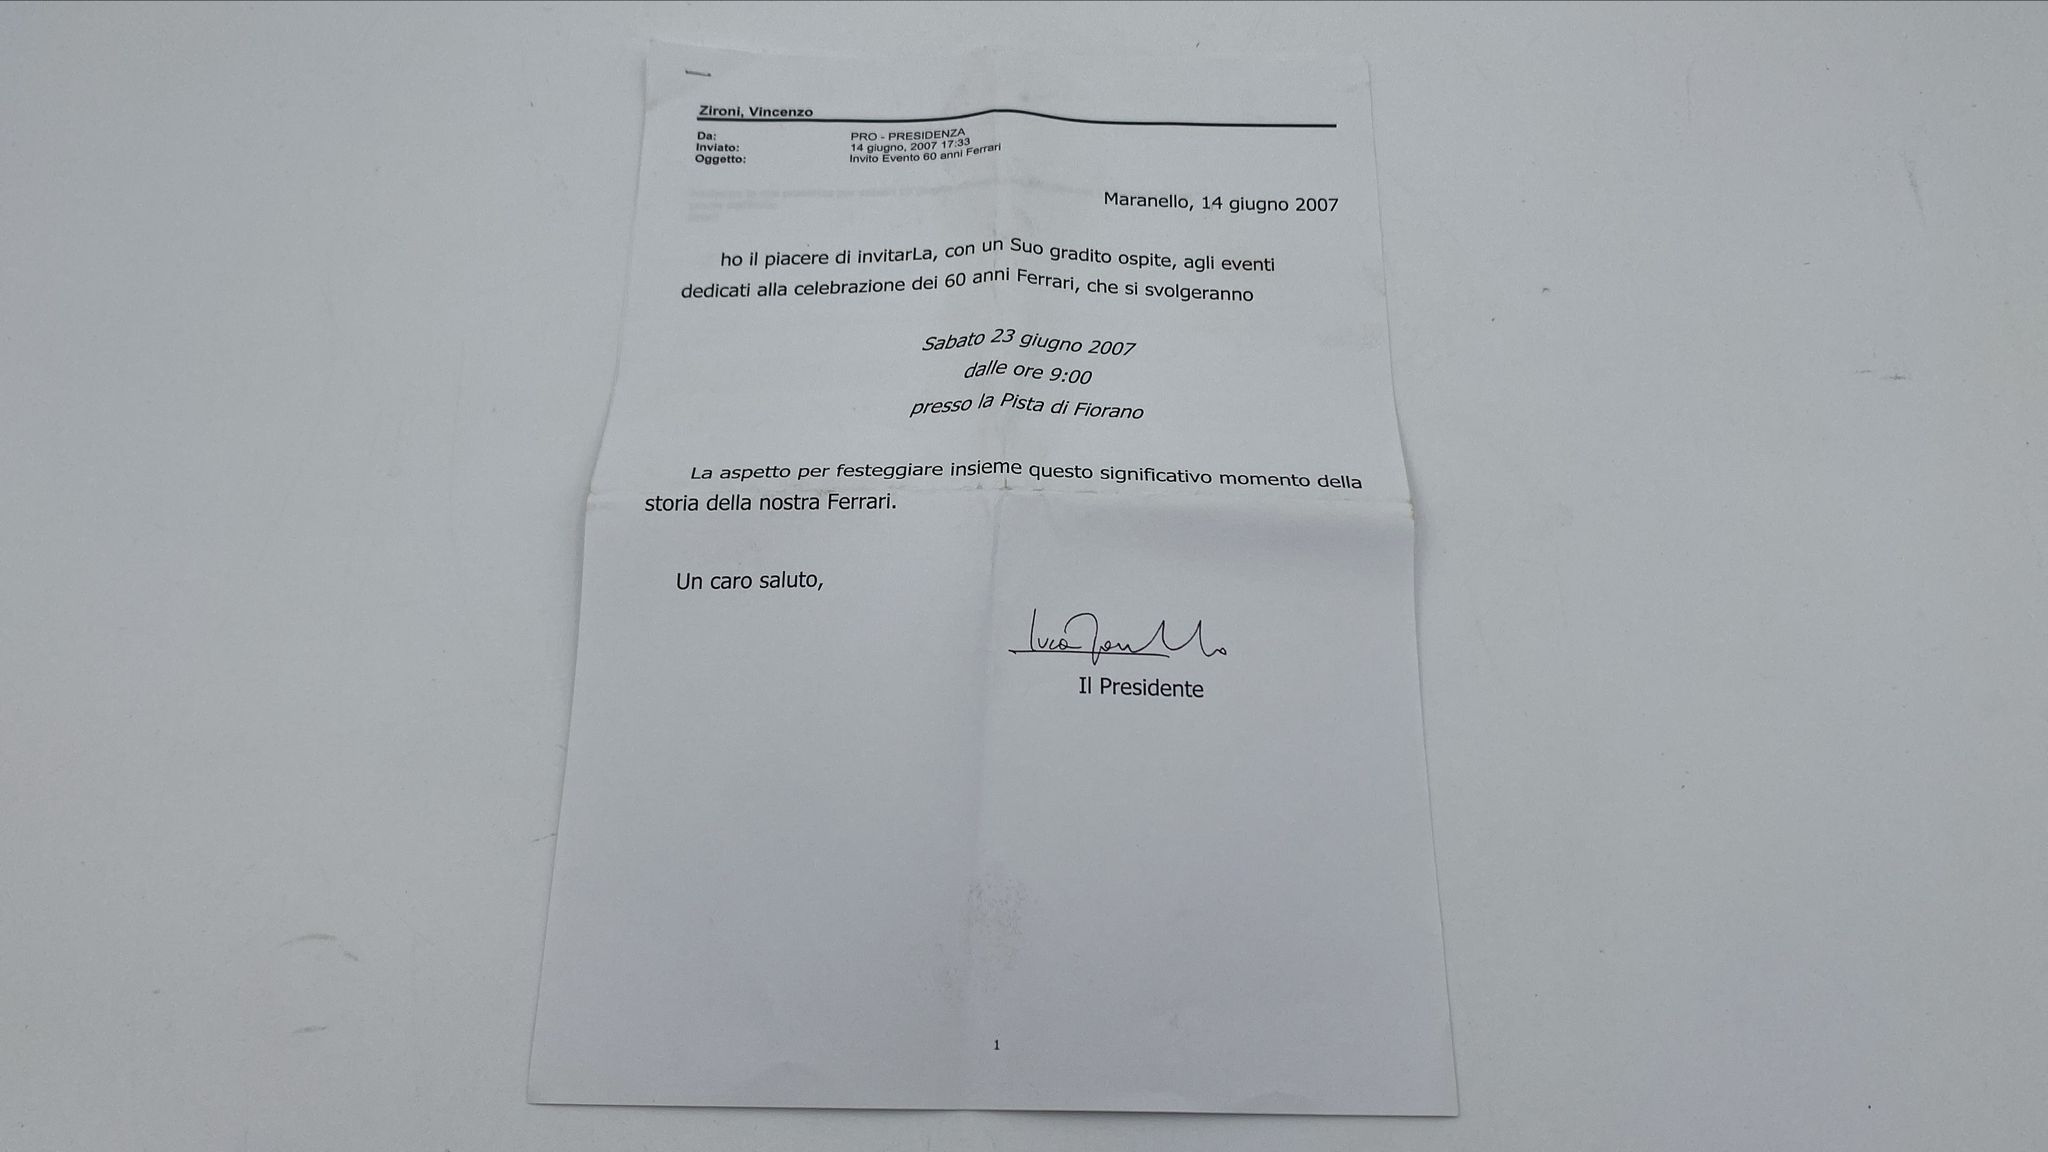 Zironi, Vincenzo
Da: PRO - PRESIDENZA
Inviato: 14 giugno, 2007 17:33
Oggetto: Invito Evento 60 anni Ferrari
Maranello, 14 giugno 2007
ho il piacere di invitarLa, con un Suo gradito ospite, agli eventi
dedicati alla celebrazione dei 60 anni Ferrari, che si svolgeranno
Sabato 23 giugno 2007
dalle ore 9:00
presso la Pista di Fiorano
La aspetto per festeggiare insieme questo significativo momento della
storia della nostra Ferrari.
Un caro saluto,
Luca
Il Presidente
1